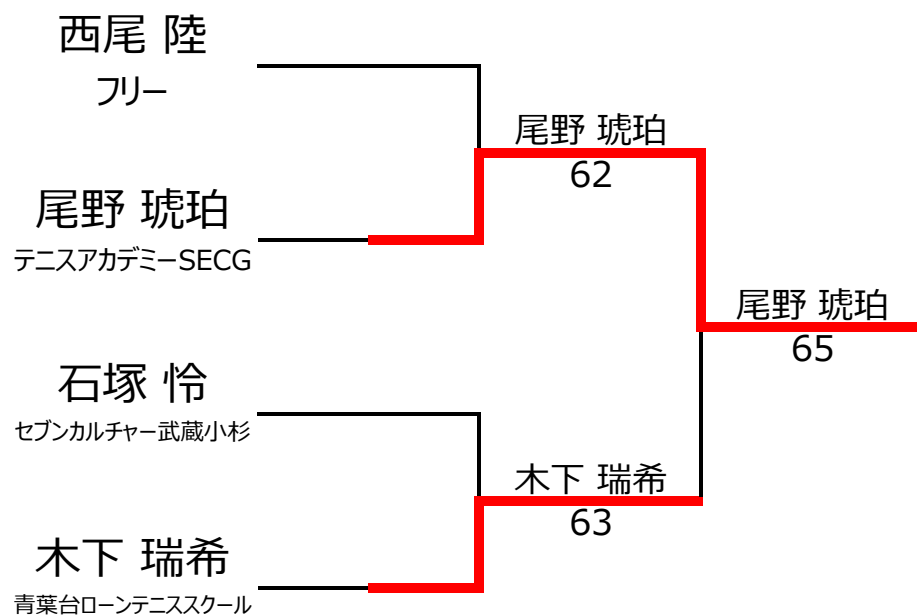 西尾 陸
フリー
尾野 琥珀
62
尾野 琥珀
テニスアカデミーSECG
尾野 琥珀
65
石塚 怜
セブンカルチャー武蔵小杉
木下 瑞希
63
木下 瑞希
青葉台ローンテニススクール